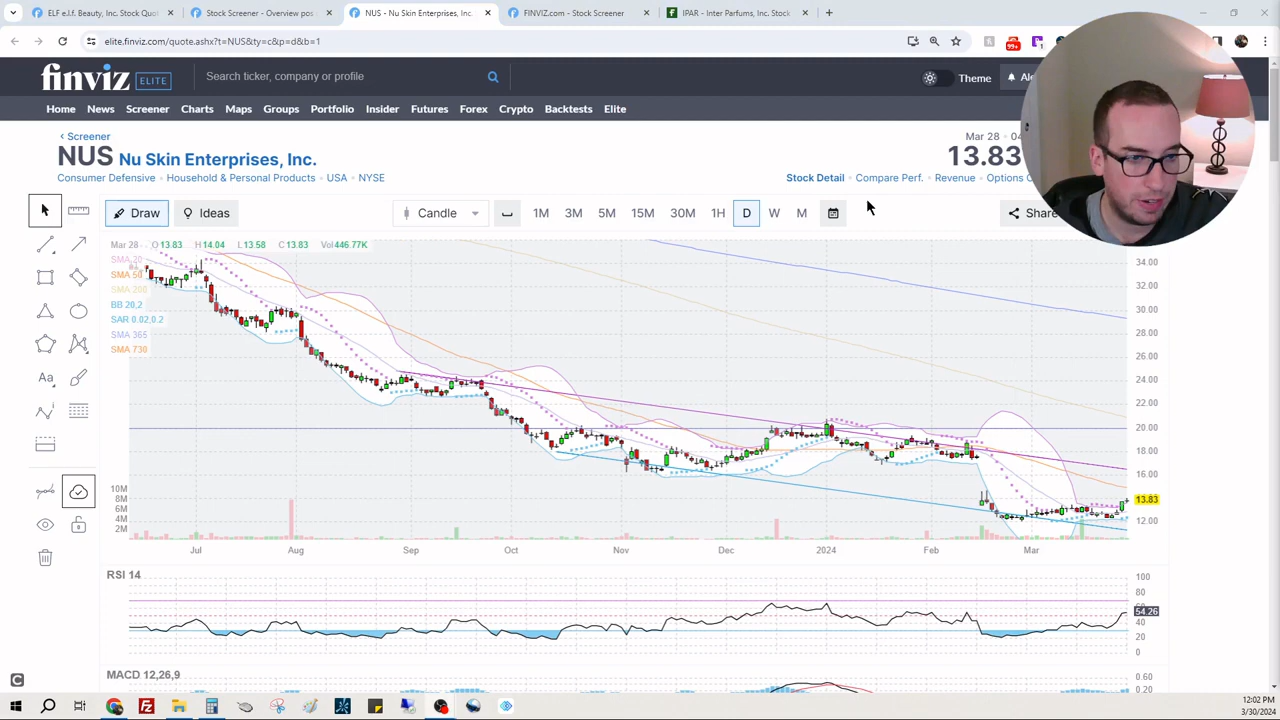 ELF e.l.f. Beauty, Inc. Stock Quot
Stock Screener - Overview pos
NUS - Nu Skin Enterprises, Inc.
FINVIZ.com - Stock Screener
IPAR - Inter Parfums, Inc. Stock
elite.finviz.com/quote.ashx?t=NUS&ty=c&p=d&b=1
99+
1
finviz ELITE
Search ticker, company or profile
Theme
Home News Screener Charts Maps Groups Portfolio Insider Futures Forex Crypto Backtests Elite
‹ Screener
Mar 28
NUS Nu Skin Enterprises, Inc.
13.83
Consumer Defensive • Household & Personal Products • USA • NYSE
Stock Detail • Compare Perf. • Revenue • Options
Draw Ideas Candle 1M 3M 5M 15M 30M 1H D W M Share
Mar 28 O 13.83 H 14.04 L 13.58 C 13.83 Vol 446.77K
SMA 20
SMA 50
SMA 200
BB 20,2
SAR 0.02,0.2
SMA 365
SMA 730
34.00
32.00
30.00
28.00
26.00
24.00
22.00
20.00
18.00
16.00
13.83
12.00
10M
8M
6M
4M
2M
Aa
Jul Aug Sep Oct Nov Dec 2024 Feb Mar
RSI 14
100
80
54.26
40
20
0
MACD 12,26,9
0.60
0.20
12:02 PM
3/30/2024